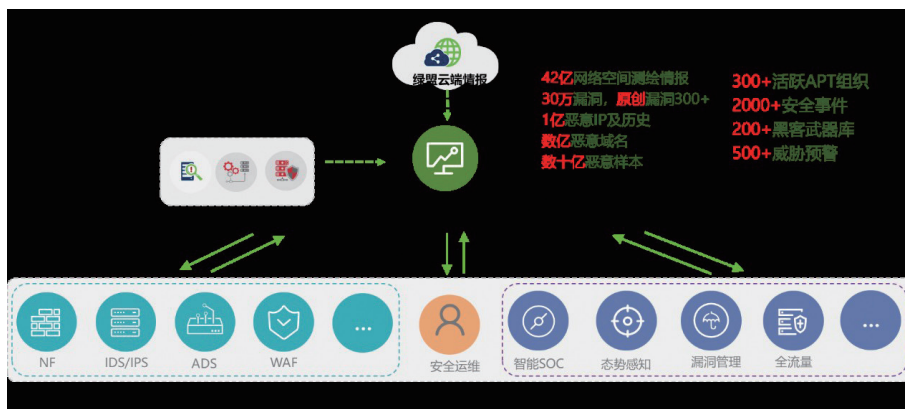 绿盟云端情报
42亿网络空间测绘情报
30万漏洞，原创漏洞300+
1亿恶意IP及历史
数亿恶意域名
数十亿恶意样本
300+活跃APT组织
2000+安全事件
200+黑客武器库
500+威胁预警
NF
IDS/IPS
ADS
WAF
...
安全运维
智能SOC
态势感知
漏洞管理
全流量
...